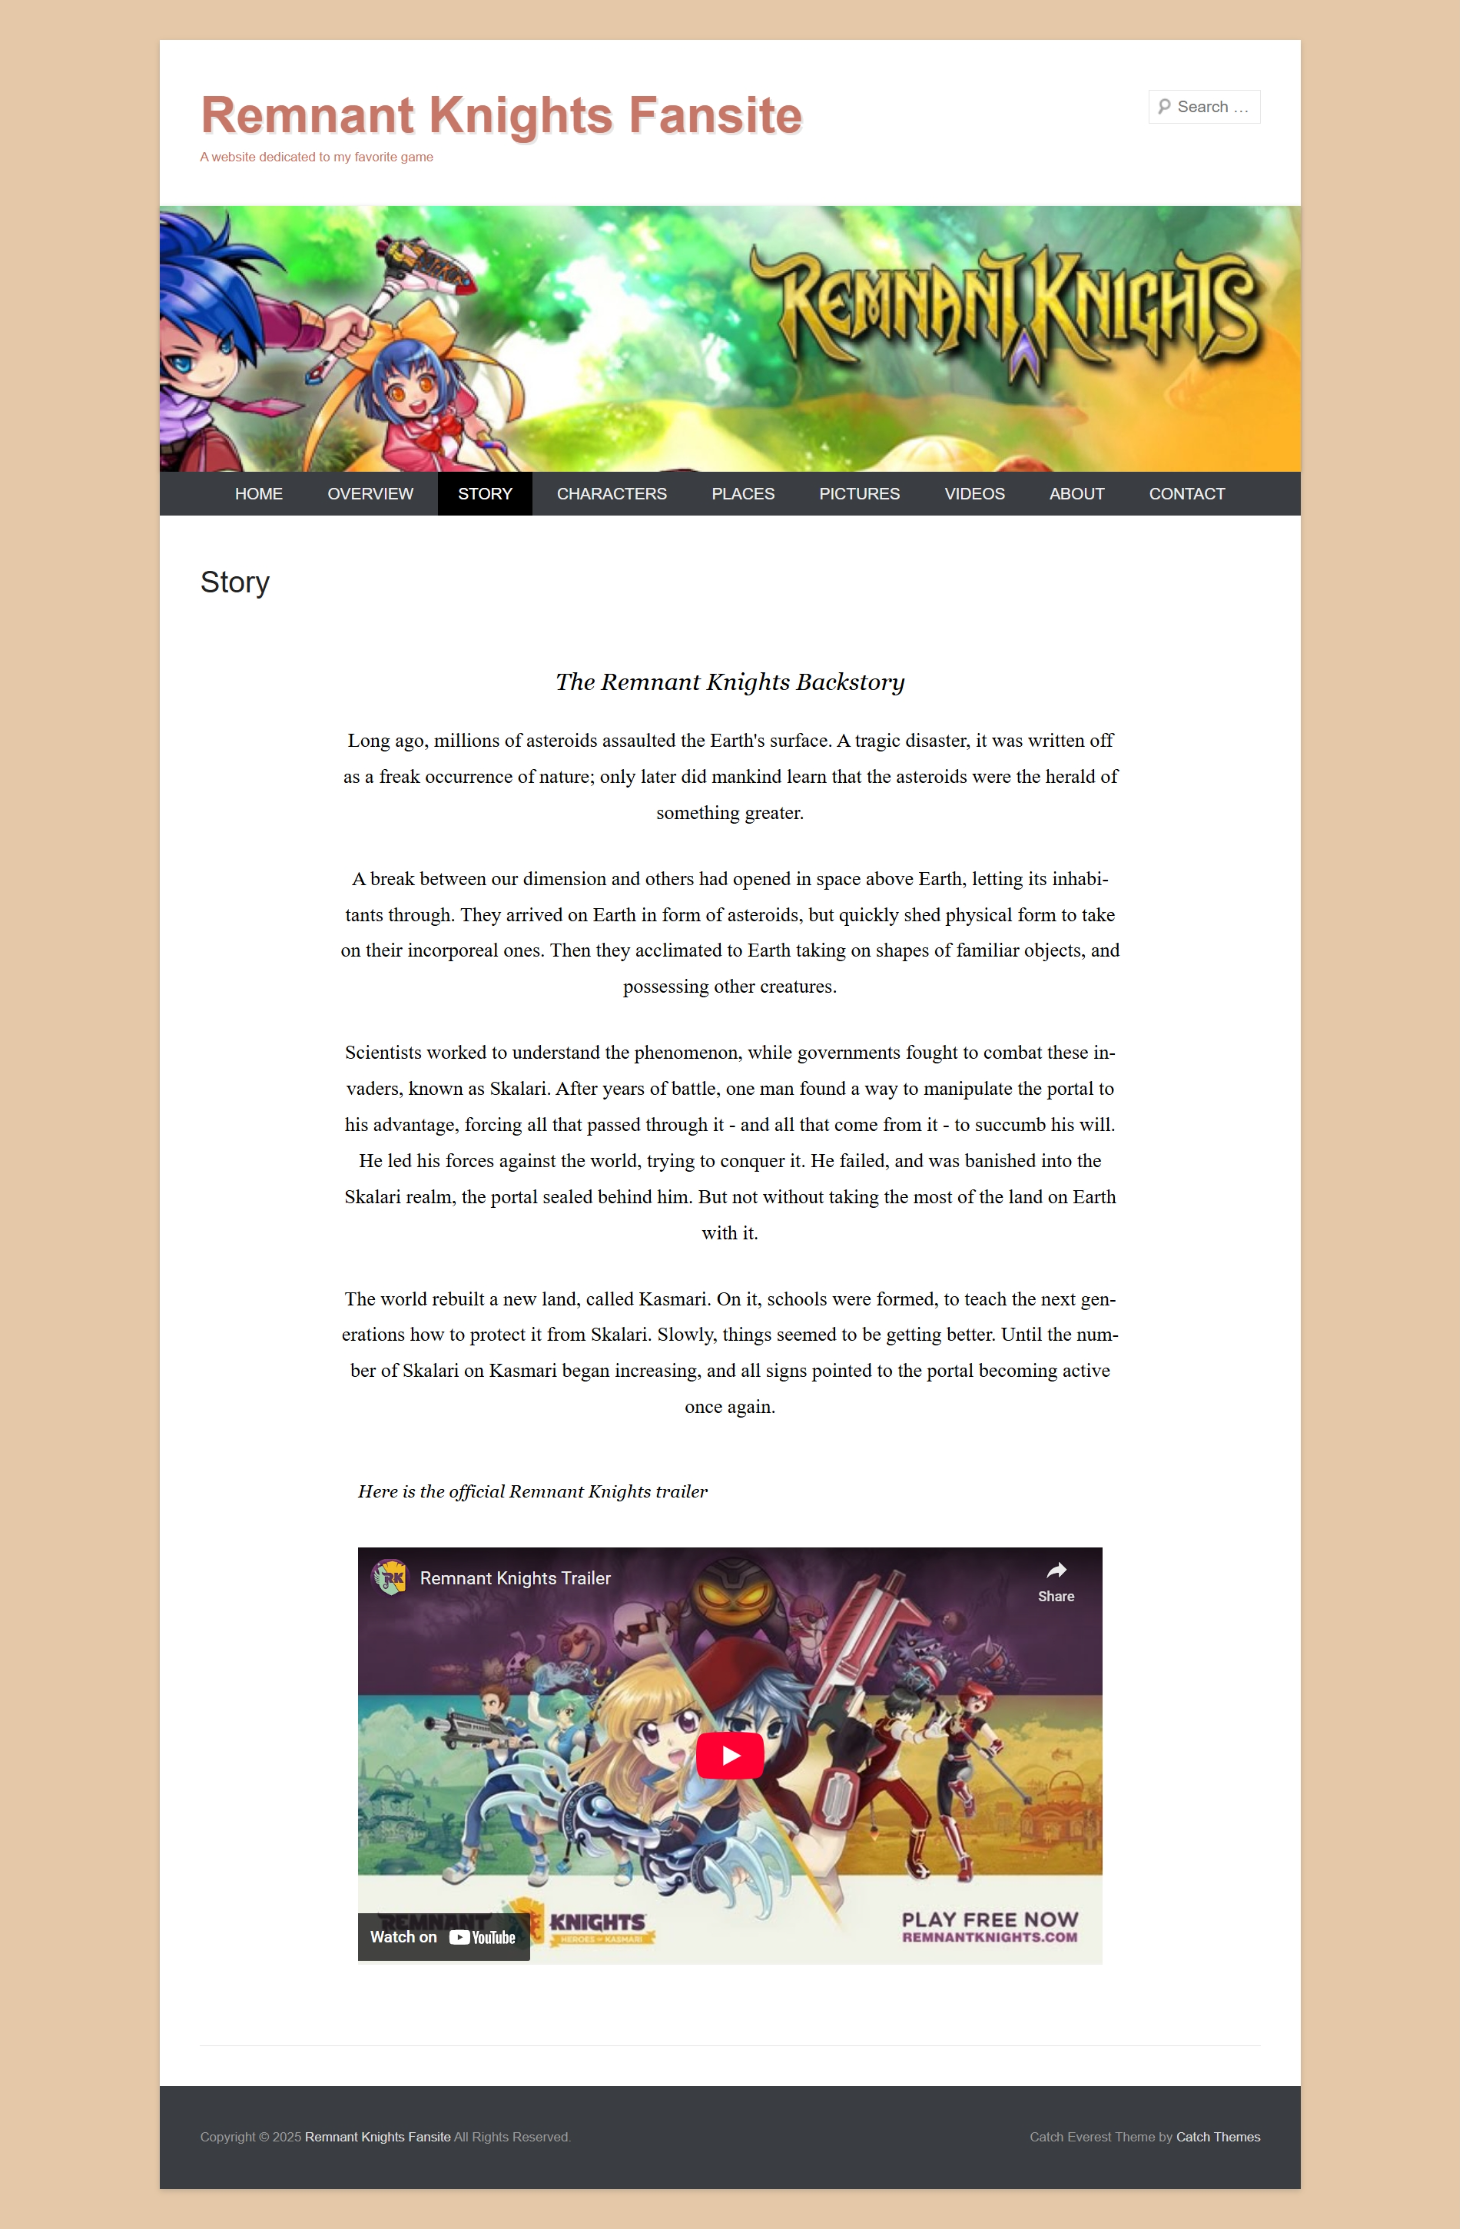 Remnant Knights Fansite
A website dedicated to my favorite game
Search …
REMNANT KNIGHTS
HOME OVERVIEW STORY CHARACTERS PLACES PICTURES VIDEOS ABOUT CONTACT
Story
The Remnant Knights Backstory
Long ago, millions of asteroids assaulted the Earth's surface. A tragic disaster, it was written off
as a freak occurrence of nature; only later did mankind learn that the asteroids were the herald of
something greater.
A break between our dimension and others had opened in space above Earth, letting its inhabi-
tants through. They arrived on Earth in form of asteroids, but quickly shed physical form to take
on their incorporeal ones. Then they acclimated to Earth taking on shapes of familiar objects, and
possessing other creatures.
Scientists worked to understand the phenomenon, while governments fought to combat these in-
vaders, known as Skalari. After years of battle, one man found a way to manipulate the portal to
his advantage, forcing all that passed through it - and all that come from it - to succumb his will.
He led his forces against the world, trying to conquer it. He failed, and was banished into the
Skalari realm, the portal sealed behind him. But not without taking the most of the land on Earth
with it.
The world rebuilt a new land, called Kasmari. On it, schools were formed, to teach the next gen-
erations how to protect it from Skalari. Slowly, things seemed to be getting better. Until the num-
ber of Skalari on Kasmari began increasing, and all signs pointed to the portal becoming active
once again.
Here is the official Remnant Knights trailer
RK
Remnant Knights Trailer
Share
REMNANT KNIGHTS
HEROES OF KASMARI
Watch on YouTube
PLAY FREE NOW
REMNANTKNIGHTS.COM
Copyright © 2025 Remnant Knights Fansite All Rights Reserved.
Catch Everest Theme by Catch Themes